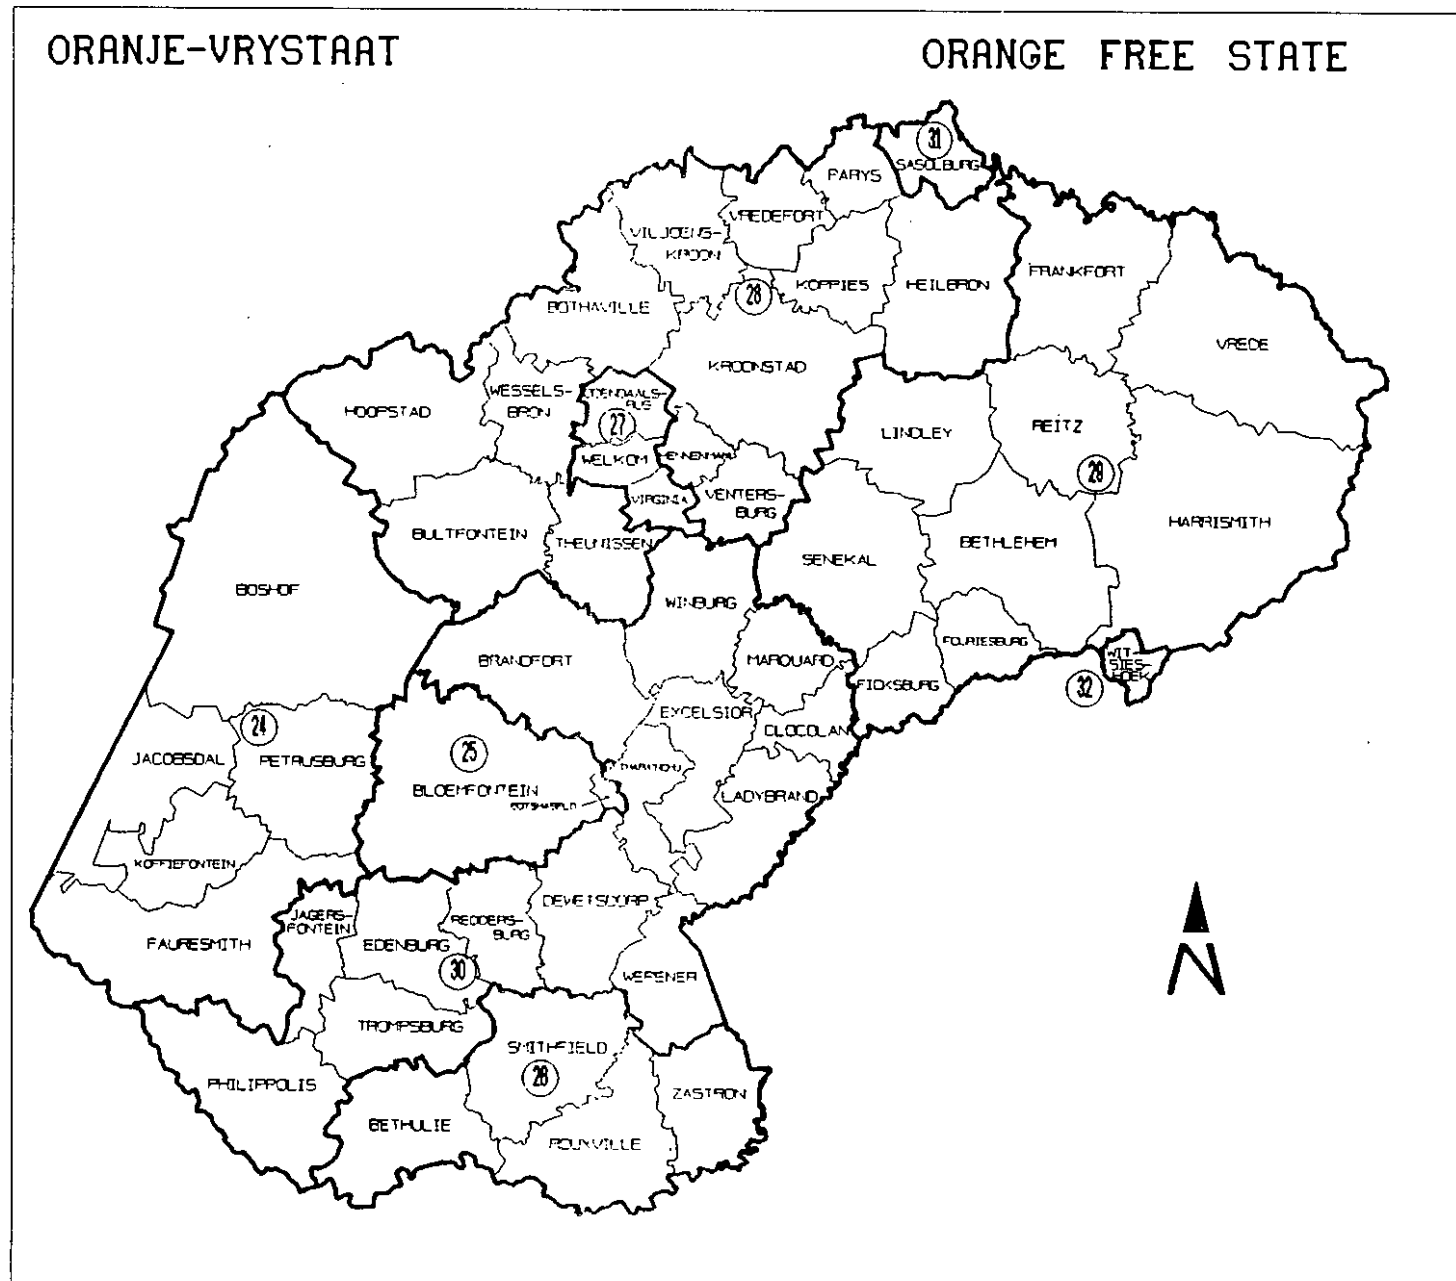 ORANJE-VRYSTAAT
ORANGE FREE STATE
31
SASOLBURG
PARYS
VREDEFORT
VILJOENS-
KROON
KOPPIES
HEILBRON
FRANKFORT
28
BOTHAVILLE
VREDE
KROONSTAD
WESSELS-
BRON
HOOPSTAD
27
LINDLEY
REITZ
WELKOM
29
VIRGINIA
VENTERS-
BURG
HARRISMITH
BULTFONTEIN
THEUNISSEN
BETHLEHEM
SENEKAL
BOSHOF
WINBURG
FOURIESBURG
BRANDFORT
MARQUARD
WIT-
SIES-
HOEK
FICKSBURG
32
EXCELSIOR
24
CLOCOLAN
25
JACOBSDAL
PETRUSBURG
BLOEMFONTEIN
LADYBRAND
KOFFIEFONTEIN
DEWETSDORP
JAGERS-
FONTEIN
REDDERS-
BURG
FAURESMITH
EDENBURG
30
WEPENER
TROMPSBURG
SMITHFIELD
28
PHILIPPOLIS
ZASTRON
BETHULIE
ROUXVILLE
N